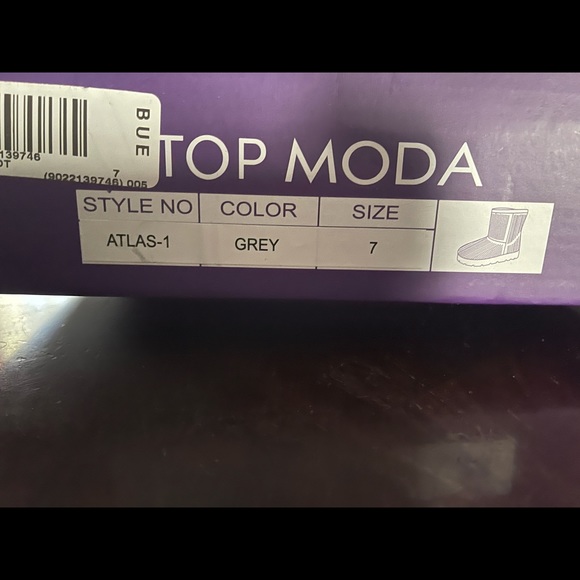 BUE
139746
7
(9022139746) 005
TOP MODA
STYLE NO COLOR SIZE
ATLAS-1 GREY 7